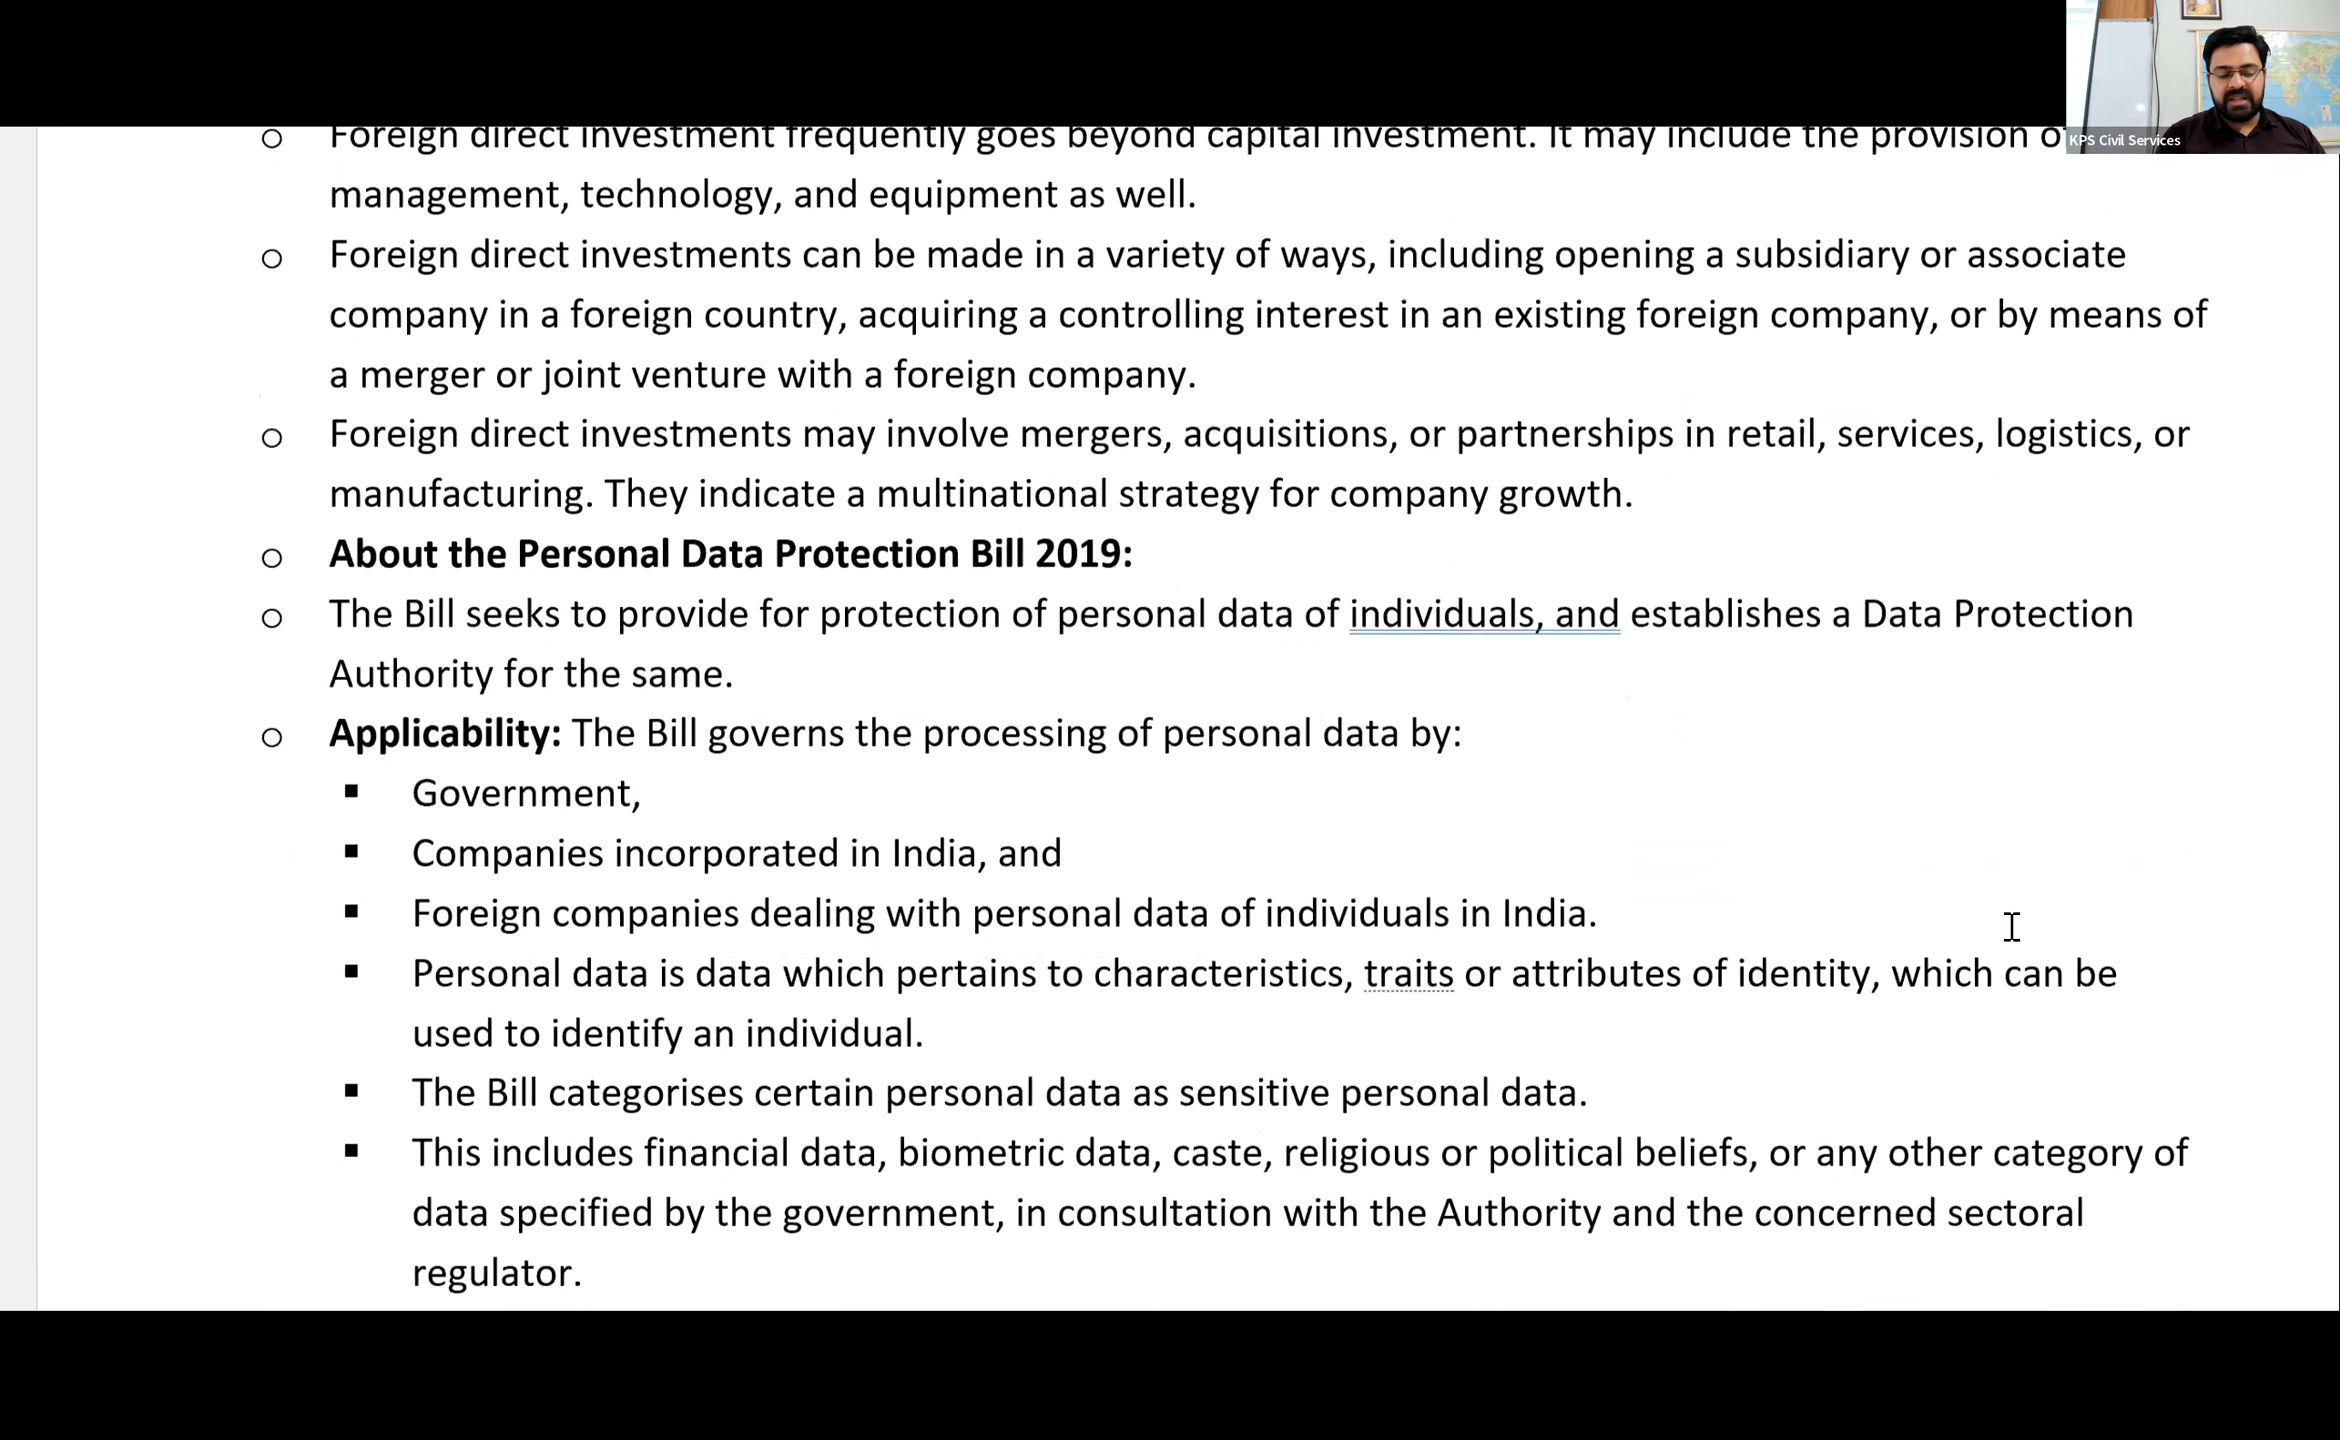 o Foreign direct investment frequently goes beyond capital investment. It may include the provision
KPS Civil Services
management, technology, and equipment as well.
o Foreign direct investments can be made in a variety of ways, including opening a subsidiary or associate
company in a foreign country, acquiring a controlling interest in an existing foreign company, or by means of
a merger or joint venture with a foreign company.
o Foreign direct investments may involve mergers, acquisitions, or partnerships in retail, services, logistics, or
manufacturing. They indicate a multinational strategy for company growth.
o About the Personal Data Protection Bill 2019:
o The Bill seeks to provide for protection of personal data of individuals, and establishes a Data Protection
Authority for the same.
o Applicability: The Bill governs the processing of personal data by:
▪ Government,
▪ Companies incorporated in India, and
▪ Foreign companies dealing with personal data of individuals in India.
▪ Personal data is data which pertains to characteristics, traits or attributes of identity, which can be
used to identify an individual.
▪ The Bill categorises certain personal data as sensitive personal data.
▪ This includes financial data, biometric data, caste, religious or political beliefs, or any other category of
data specified by the government, in consultation with the Authority and the concerned sectoral
regulator.